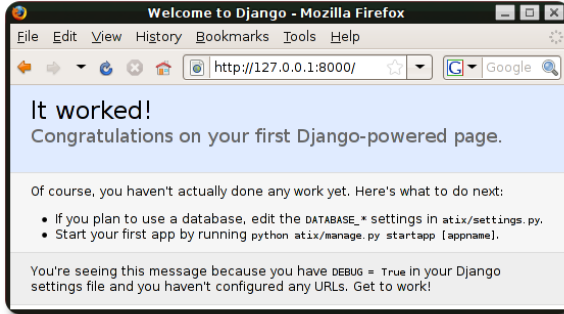 Welcome to Django - Mozilla Firefox
File Edit View History Bookmarks Tools Help
http://127.0.0.1:8000/ G Google
It worked!
Congratulations on your first Django-powered page.
Of course, you haven't actually done any work yet. Here's what to do next:
• If you plan to use a database, edit the DATABASE_* settings in atix/settings.py.
• Start your first app by running python atix/manage.py startapp [appname].
You're seeing this message because you have DEBUG = True in your Django
settings file and you haven't configured any URLs. Get to work!